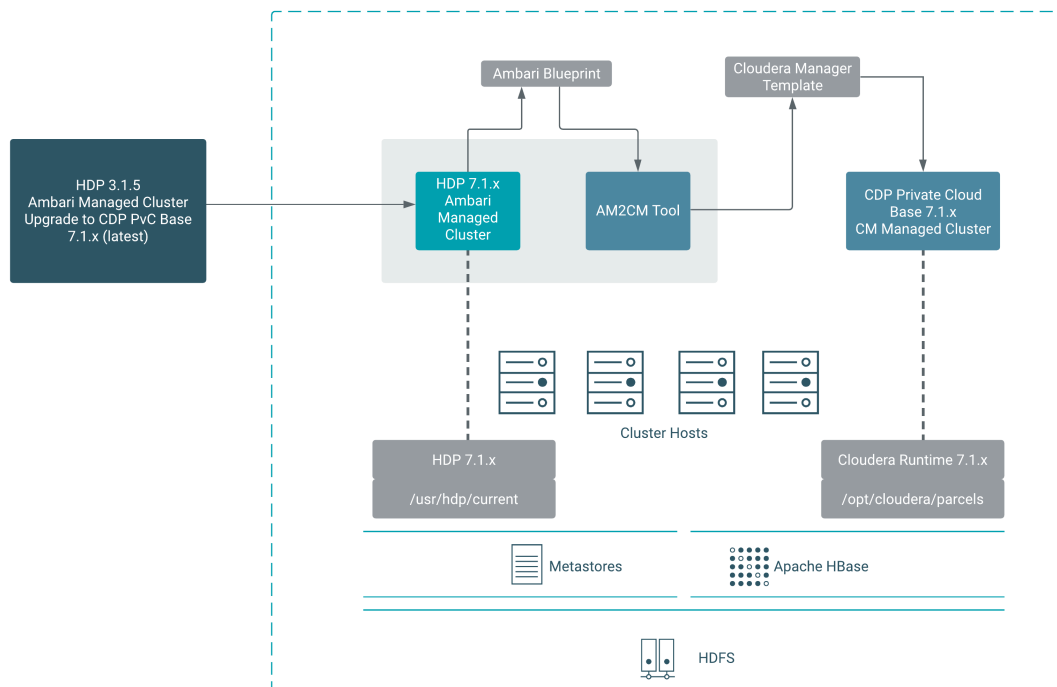 Ambari Blueprint
Cloudera Manager
Template
HDP 3.1.5
Ambari Managed Cluster
Upgrade to CDP PvC Base
7.1.x (latest)
HDP 7.1.x
Ambari
Managed
Cluster
AM2CM Tool
CDP Private Cloud
Base 7.1.x
CM Managed Cluster
Cluster Hosts
HDP 7.1.x
/usr/hdp/current
Cloudera Runtime 7.1.x
/opt/cloudera/parcels
Metastores
Apache HBase
HDFS